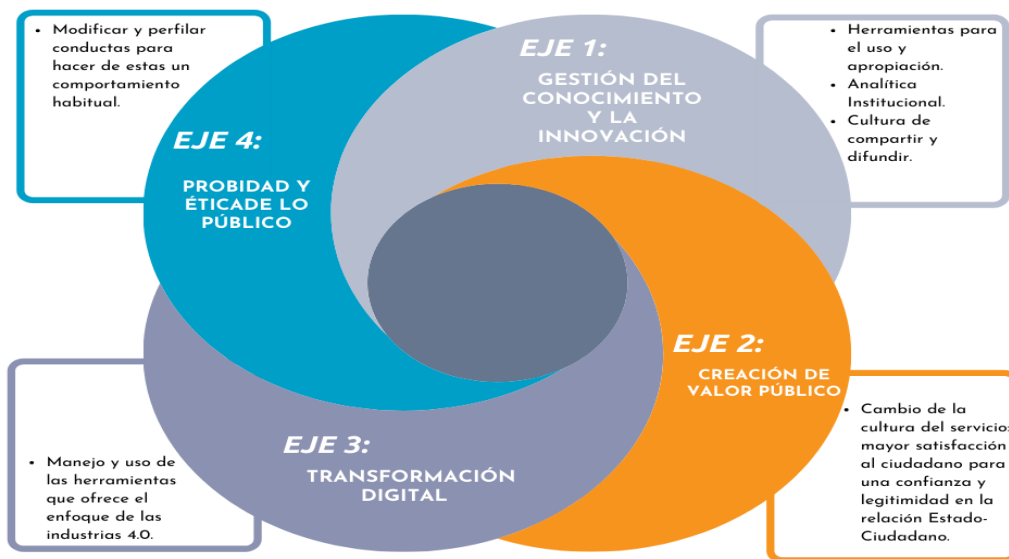 EJE 1:
GESTIÓN DEL
CONOCIMIENTO
Y LA
INNOVACIÓN
• Herramientas para
el uso y
apropiación.
• Analítica
Institucional.
• Cultura de
compartir y
difundir.
EJE 2:
CREACIÓN DE
VALOR PÚBLICO
• Cambio de la
cultura del servicio:
mayor satisfacción
al ciudadano para
una confianza y
legitimidad en la
relación Estado-
Ciudadano.
EJE 3:
TRANSFORMACIÓN
DIGITAL
• Manejo y uso de
las herramientas
que ofrece el
enfoque de las
industrias 4.0.
EJE 4:
PROBIDAD Y
ÉTICADE LO
PÚBLICO
• Modificar y perfilar
conductas para
hacer de estas un
comportamiento
habitual.